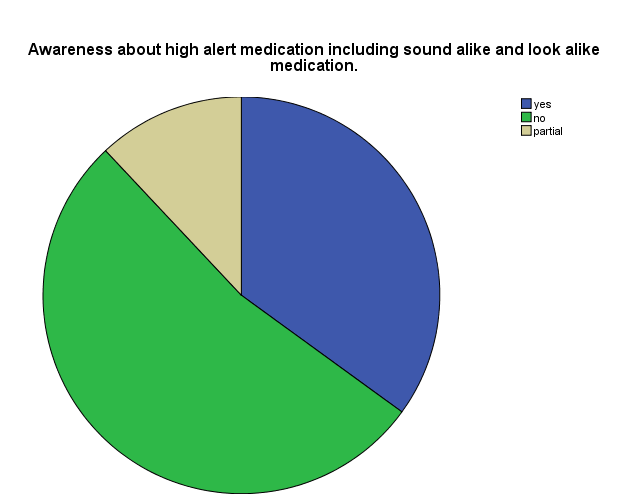 Awareness about high alert medication including sound alike and look alike
medication.
yes
no
partial